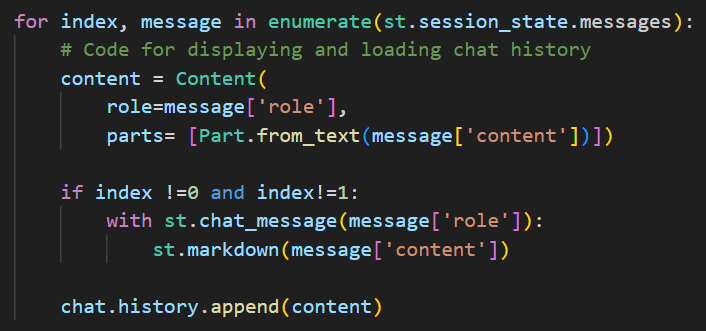 for index, message in enumerate(st.session_state.messages):
    # Code for displaying and loading chat history
    content = Content(
        role=message['role'],
        parts= [Part.from_text(message['content'])])

    if index !=0 and index!=1:
        with st.chat_message(message['role']):
            st.markdown(message['content'])

    chat.history.append(content)